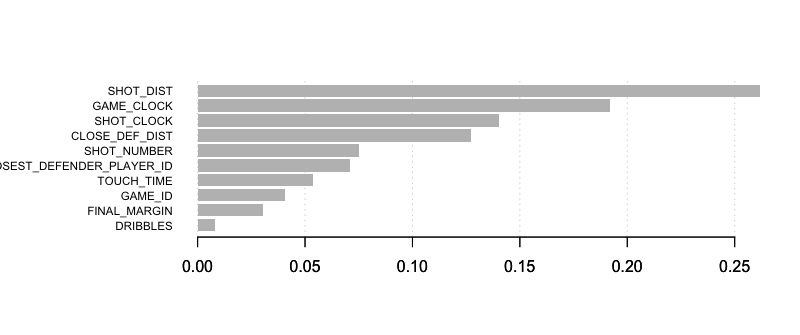 SHOT_DIST
GAME_CLOCK
SHOT_CLOCK
CLOSE_DEF_DIST
SHOT_NUMBER
OSEST_DEFENDER_PLAYER_ID
TOUCH_TIME
GAME_ID
FINAL_MARGIN
DRIBBLES
0.00 0.05 0.10 0.15 0.20 0.25